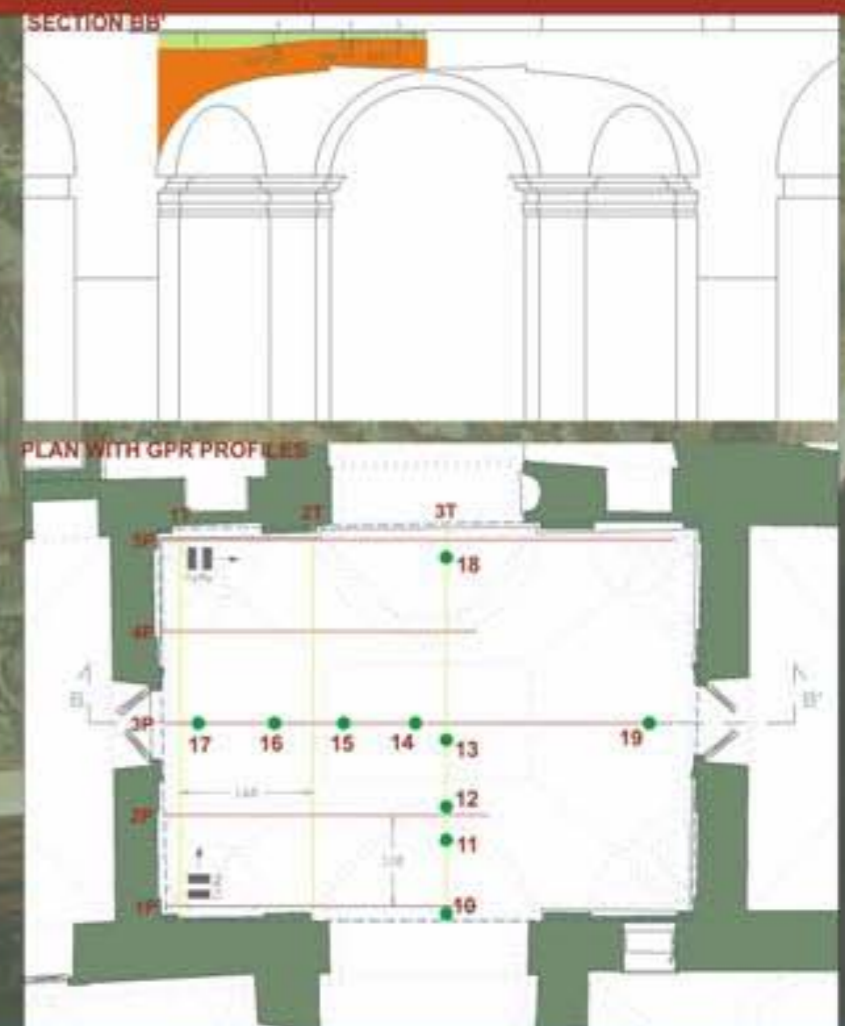 SECTION BB'
PLAN WITH GPR PROFILES
1T 2T 3T
5P
18
4P
B B'
3P
17 16 15 14 13 19
12
2P
11
1P
10